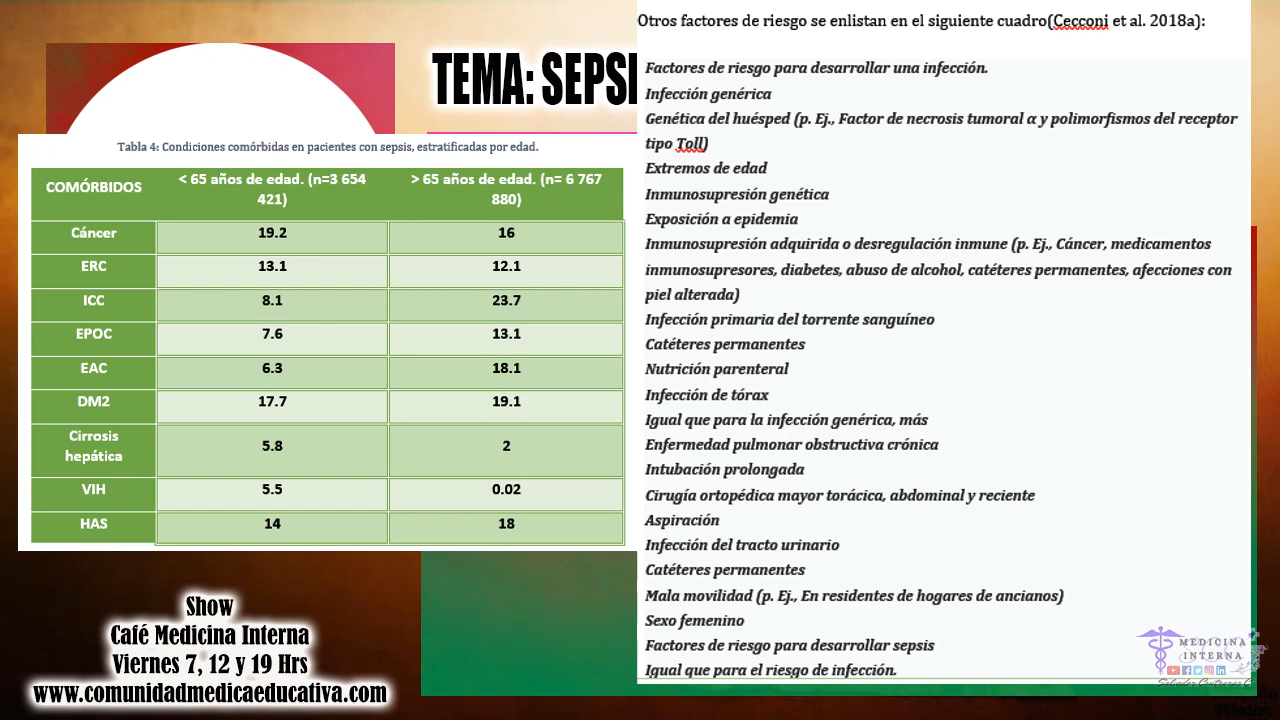 TEMA: SEPSI
Tabla 4: Condiciones comórbidas en pacientes con sepsis, estratificadas por edad.
COMÓRBIDOS
< 65 años de edad. (n=3 654
421)
> 65 años de edad. (n= 6 767
880)
Cáncer 19.2 16
ERC 13.1 12.1
ICC 8.1 23.7
EPOC 7.6 13.1
EAC 6.3 18.1
DM2 17.7 19.1
Cirrosis
hepática 5.8 2
VIH 5.5 0.02
HAS 14 18
Show
Café Medicina Interna
Viernes 7, 12 y 19 Hrs
www.comunidadmedicaeducativa.com
Otros factores de riesgo se enlistan en el siguiente cuadro(Cecconi et al. 2018a):
Factores de riesgo para desarrollar una infección.
Infección genérica
Genética del huésped (p. Ej., Factor de necrosis tumoral α y polimorfismos del receptor
tipo Toll)
Extremos de edad
Inmunosupresión genética
Exposición a epidemia
Inmunosupresión adquirida o desregulación inmune (p. Ej., Cáncer, medicamentos
inmunosupresores, diabetes, abuso de alcohol, catéteres permanentes, afecciones con
piel alterada)
Infección primaria del torrente sanguíneo
Catéteres permanentes
Nutrición parenteral
Infección de tórax
Igual que para la infección genérica, más
Enfermedad pulmonar obstructiva crónica
Intubación prolongada
Cirugía ortopédica mayor torácica, abdominal y reciente
Aspiración
Infección del tracto urinario
Catéteres permanentes
Mala movilidad (p. Ej., En residentes de hogares de ancianos)
Sexo femenino
Factores de riesgo para desarrollar sepsis
Igual que para el riesgo de infección.
MEDICINA
INTERNA
Salvador Contreras C.